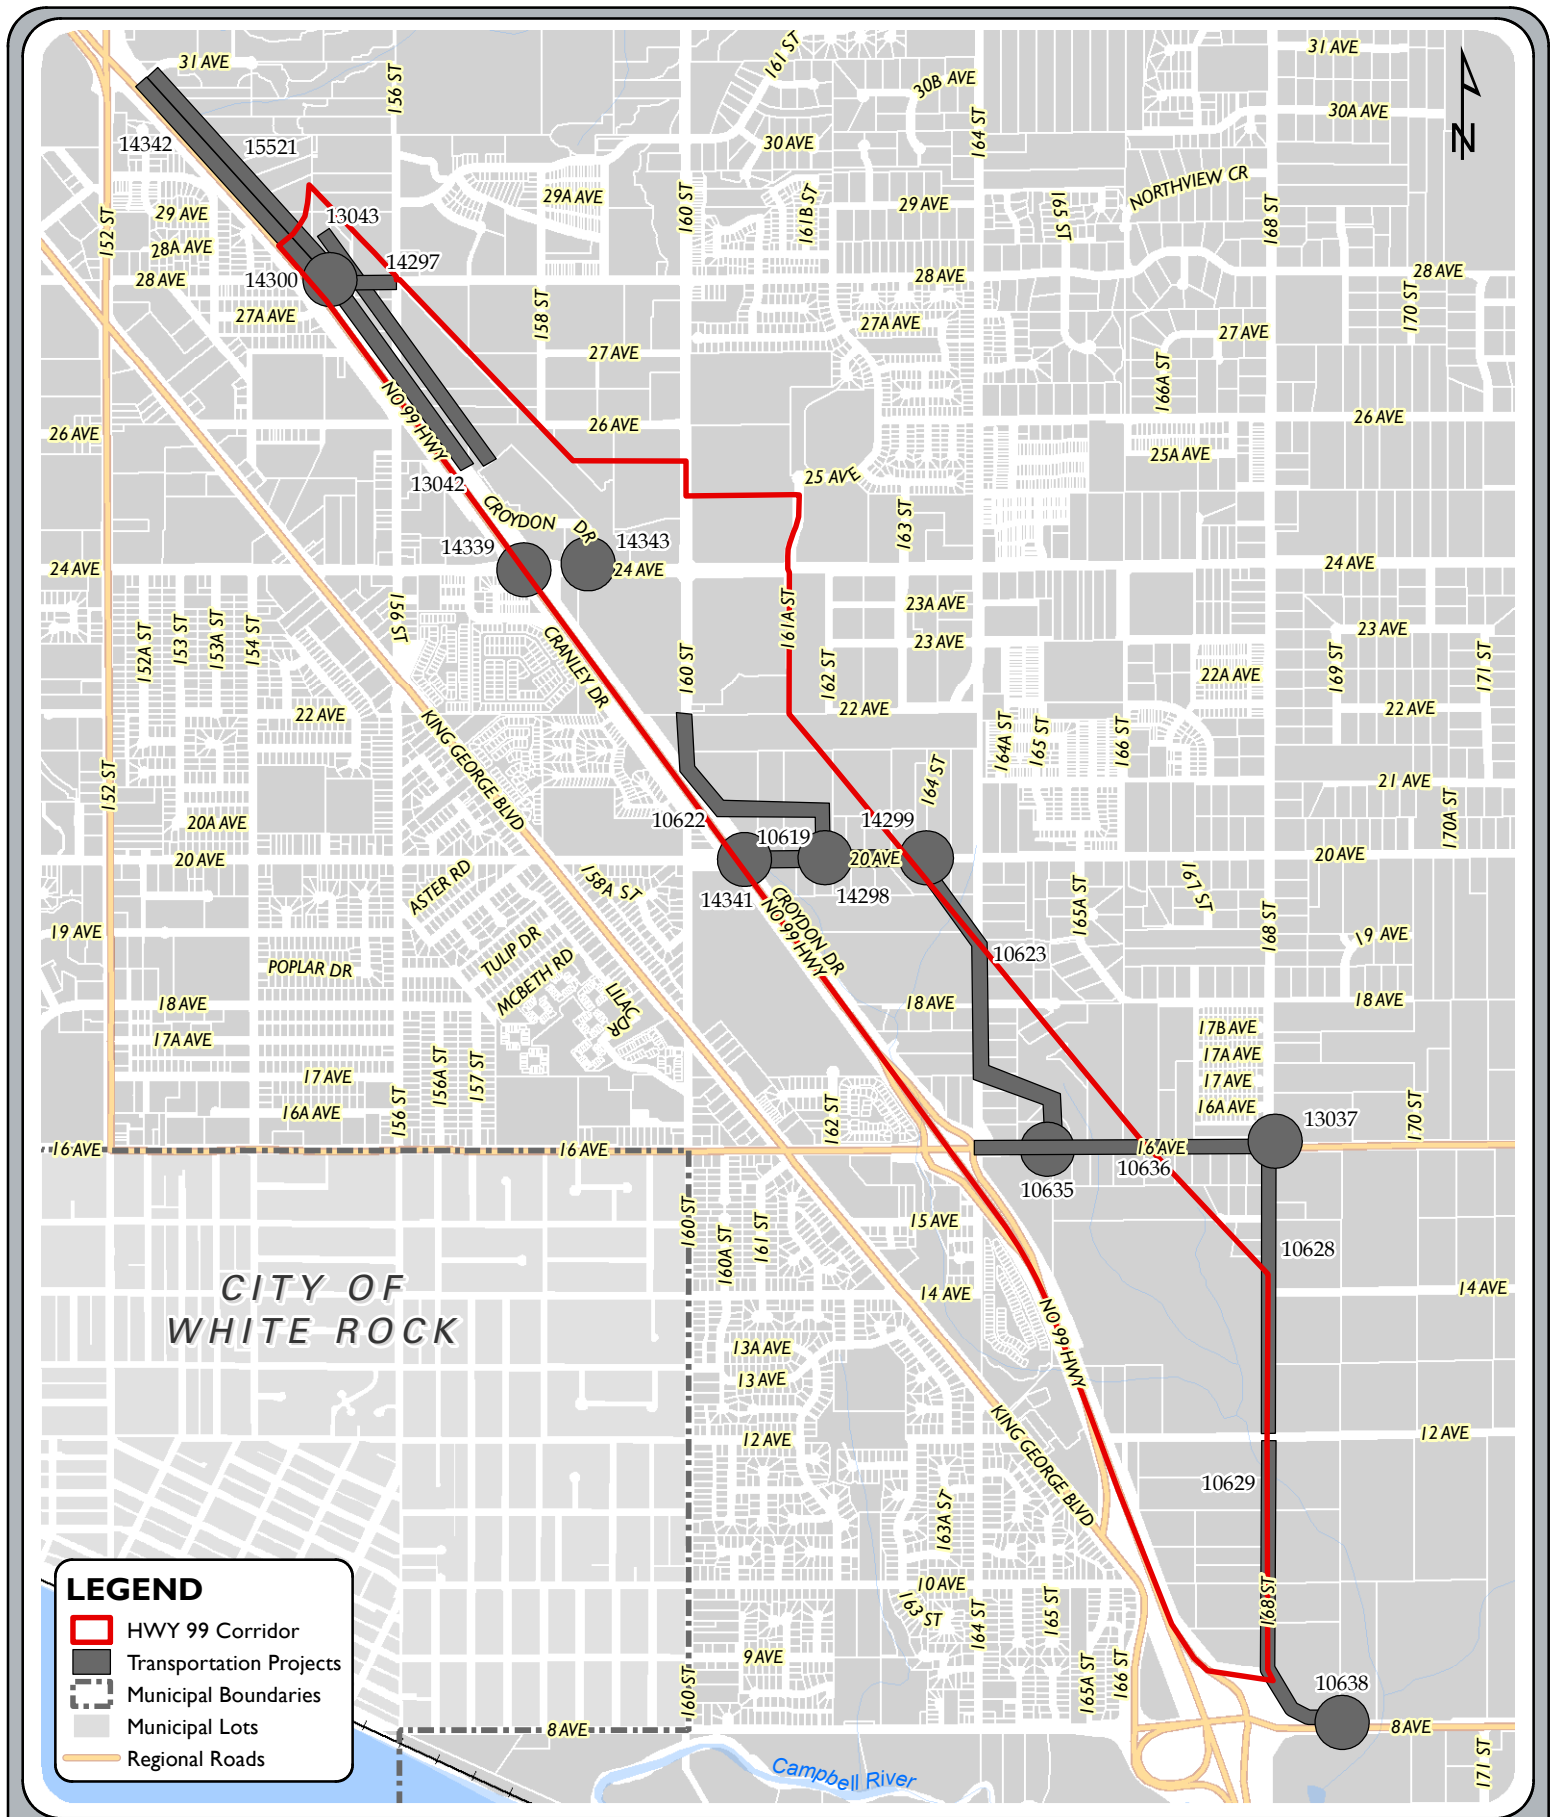 31 AVE
156 ST
161 ST
30B AVE
164 ST
31 AVE
30A AVE
N
14342
15521
30 AVE
29A AVE
160 ST
161B ST
29 AVE
165 ST
NORTHVIEW CR
168 ST
152 ST
29 AVE
28A AVE
28 AVE
13043
14297
14300
27A AVE
158 ST
28 AVE
27A AVE
28 AVE
170 ST
27 AVE
27 AVE
166A ST
26 AVE
NO 99 HWY
26 AVE
26 AVE
25A AVE
25 AVE
13042
CROYDON DR
163 ST
14339
14343
24 AVE
24 AVE
24 AVE
152A ST
153 ST
153A ST
154 ST
156 ST
CRANLEY DR
160 ST
161A ST
162 ST
23A AVE
23 AVE
23 AVE
169 ST
171 ST
22A AVE
22 AVE
22 AVE
22 AVE
KING GEORGE BLVD
164A ST
165 ST
166 ST
152 ST
164 ST
21 AVE
170A ST
20A AVE
10622
10619
14299
20 AVE
20 AVE
20 AVE
ASTER RD
158A ST
14341
14298
CROYDON DR
NO 99 HWY
165A ST
167 ST
168 ST
19 AVE
19 AVE
TULIP DR
MCBETH RD
POPLAR DR
10623
LILAC DR
18 AVE
18 AVE
18 AVE
17A AVE
17B AVE
17A AVE
17 AVE
16A AVE
17 AVE
16A AVE
156 ST
156A ST
157 ST
162 ST
170 ST
13037
16 AVE
16 AVE
16 AVE
10636
10635
160 ST
160A ST
161 ST
15 AVE
10628
CITY OF
WHITE ROCK
14 AVE
14 AVE
NO 99 HWY
13A AVE
13 AVE
KING GEORGE BLVD
12 AVE
12 AVE
10629
163A ST
10 AVE
163 ST
164 ST
165 ST
168 ST
9 AVE
160 ST
165A ST
166 ST
10638
8 AVE
8 AVE
171 ST
Campbell River
LEGEND
HWY 99 Corridor
Transportation Projects
Municipal Boundaries
Municipal Lots
Regional Roads